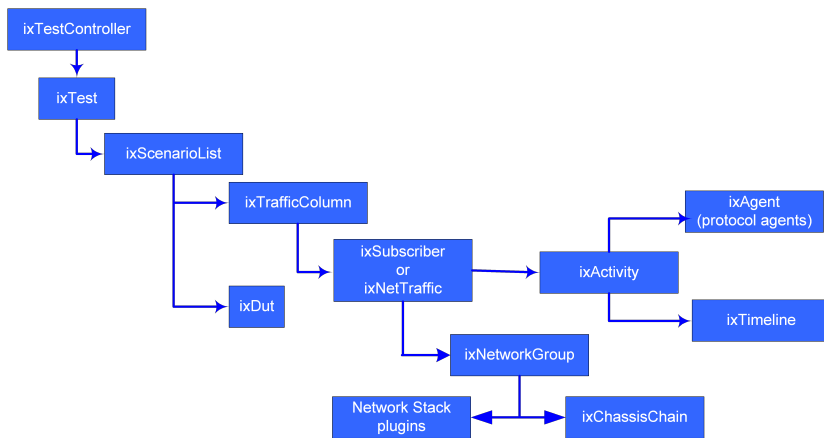 ixTestController
ixTest
ixScenarioList
ixTrafficColumn
ixAgent
(protocol agents)
ixSubscriber
or
ixNetTraffic
ixActivity
ixDut
ixTimeline
ixNetworkGroup
Network Stack
plugins
ixChassisChain